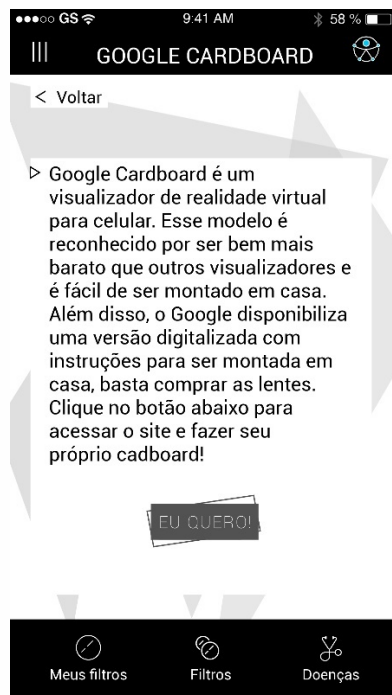 GS 9:41 AM 58 %
GOOGLE CARDBOARD
< Voltar
Google Cardboard é um
visualizador de realidade virtual
para celular. Esse modelo é
reconhecido por ser bem mais
barato que outros visualizadores e
é fácil de ser montado em casa.
Além disso, o Google disponibiliza
uma versão digitalizada com
instruções para ser montada em
casa, basta comprar as lentes.
Clique no botão abaixo para
acessar o site e fazer seu
próprio cadboard!
EU QUERO!
Meus filtros Filtros Doenças